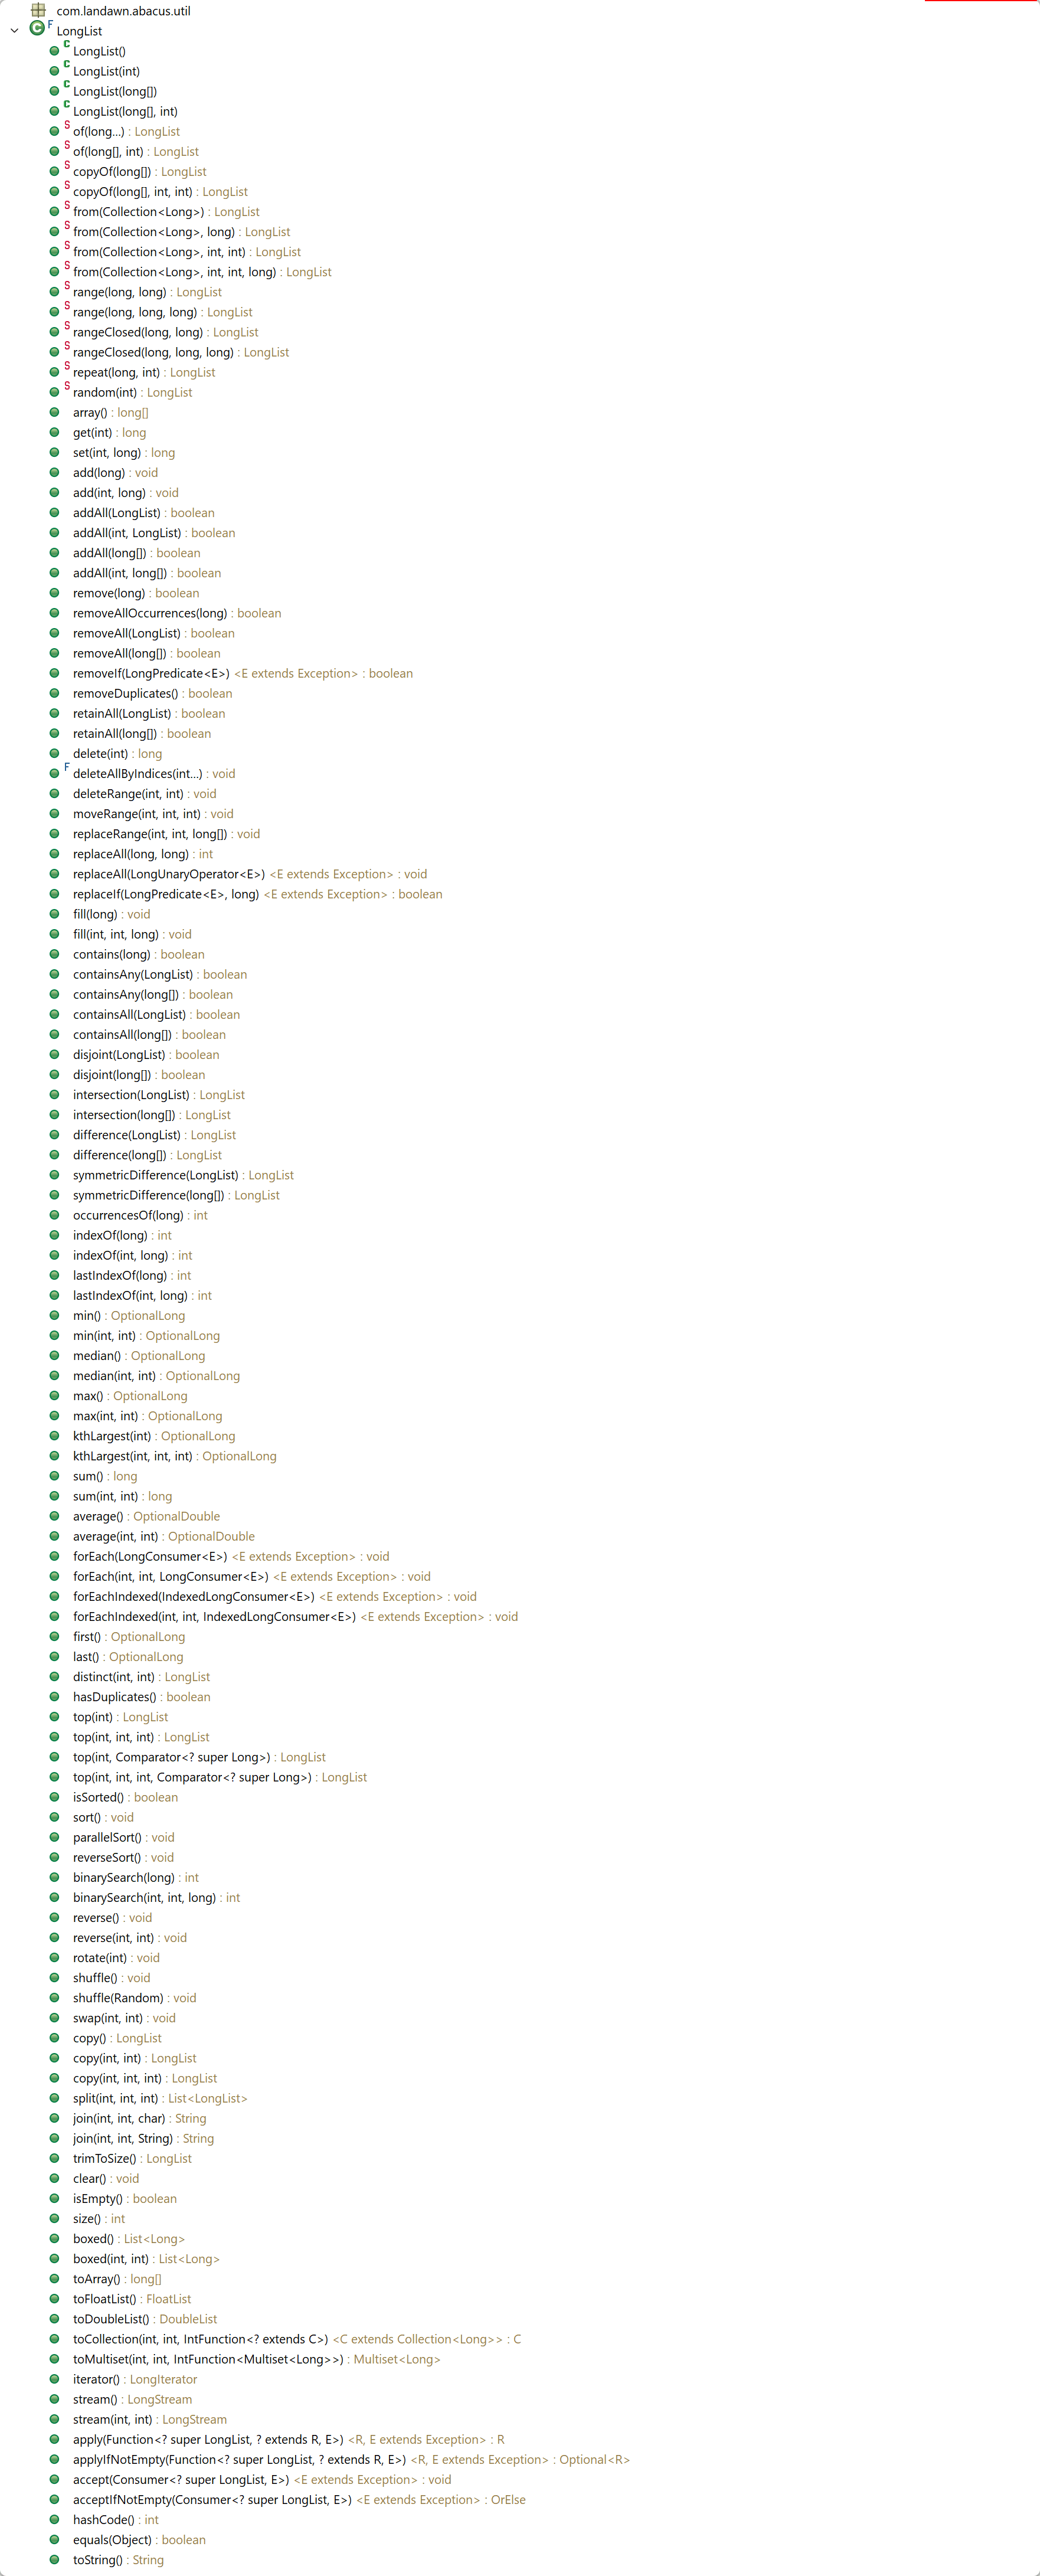 com.landawn.abacus.util
C F LongList
C LongList()
C LongList(int)
C LongList(long[])
C LongList(long[], int)
S of(long...) : LongList
S of(long[], int) : LongList
S copyOf(long[]) : LongList
S copyOf(long[], int, int) : LongList
S from(Collection<Long>) : LongList
S from(Collection<Long>, long) : LongList
S from(Collection<Long>, int, int) : LongList
S from(Collection<Long>, int, int, long) : LongList
S range(long, long) : LongList
S range(long, long, long) : LongList
S rangeClosed(long, long) : LongList
S rangeClosed(long, long, long) : LongList
S repeat(long, int) : LongList
S random(int) : LongList
array() : long[]
get(int) : long
set(int, long) : long
add(long) : void
add(int, long) : void
addAll(LongList) : boolean
addAll(int, LongList) : boolean
addAll(long[]) : boolean
addAll(int, long[]) : boolean
remove(long) : boolean
removeAllOccurrences(long) : boolean
removeAll(LongList) : boolean
removeAll(long[]) : boolean
removeIf(LongPredicate<E>) <E extends Exception> : boolean
removeDuplicates() : boolean
retainAll(LongList) : boolean
retainAll(long[]) : boolean
delete(int) : long
F deleteAllByIndices(int...) : void
deleteRange(int, int) : void
moveRange(int, int, int) : void
replaceRange(int, int, long[]) : void
replaceAll(long, long) : int
replaceAll(LongUnaryOperator<E>) <E extends Exception> : void
replaceIf(LongPredicate<E>, long) <E extends Exception> : boolean
fill(long) : void
fill(int, int, long) : void
contains(long) : boolean
containsAny(LongList) : boolean
containsAny(long[]) : boolean
containsAll(LongList) : boolean
containsAll(long[]) : boolean
disjoint(LongList) : boolean
disjoint(long[]) : boolean
intersection(LongList) : LongList
intersection(long[]) : LongList
difference(LongList) : LongList
difference(long[]) : LongList
symmetricDifference(LongList) : LongList
symmetricDifference(long[]) : LongList
occurrencesOf(long) : int
indexOf(long) : int
indexOf(int, long) : int
lastIndexOf(long) : int
lastIndexOf(int, long) : int
min() : OptionalLong
min(int, int) : OptionalLong
median() : OptionalLong
median(int, int) : OptionalLong
max() : OptionalLong
max(int, int) : OptionalLong
kthLargest(int) : OptionalLong
kthLargest(int, int, int) : OptionalLong
sum() : long
sum(int, int) : long
average() : OptionalDouble
average(int, int) : OptionalDouble
forEach(LongConsumer<E>) <E extends Exception> : void
forEach(int, int, LongConsumer<E>) <E extends Exception> : void
forEachIndexed(IndexedLongConsumer<E>) <E extends Exception> : void
forEachIndexed(int, int, IndexedLongConsumer<E>) <E extends Exception> : void
first() : OptionalLong
last() : OptionalLong
distinct(int, int) : LongList
hasDuplicates() : boolean
top(int) : LongList
top(int, int, int) : LongList
top(int, Comparator<? super Long>) : LongList
top(int, int, int, Comparator<? super Long>) : LongList
isSorted() : boolean
sort() : void
parallelSort() : void
reverseSort() : void
binarySearch(long) : int
binarySearch(int, int, long) : int
reverse() : void
reverse(int, int) : void
rotate(int) : void
shuffle() : void
shuffle(Random) : void
swap(int, int) : void
copy() : LongList
copy(int, int) : LongList
copy(int, int, int) : LongList
split(int, int, int) : List<LongList>
join(int, int, char) : String
join(int, int, String) : String
trimToSize() : LongList
clear() : void
isEmpty() : boolean
size() : int
boxed() : List<Long>
boxed(int, int) : List<Long>
toArray() : long[]
toFloatList() : FloatList
toDoubleList() : DoubleList
toCollection(int, int, IntFunction<? extends C>) <C extends Collection<Long>> : C
toMultiset(int, int, IntFunction<Multiset<Long>>) : Multiset<Long>
iterator() : LongIterator
stream() : LongStream
stream(int, int) : LongStream
apply(Function<? super LongList, ? extends R, E>) <R, E extends Exception> : R
applyIfNotEmpty(Function<? super LongList, ? extends R, E>) <R, E extends Exception> : Optional<R>
accept(Consumer<? super LongList, E>) <E extends Exception> : void
acceptIfNotEmpty(Consumer<? super LongList, E>) <E extends Exception> : OrElse
hashCode() : int
equals(Object) : boolean
toString() : String